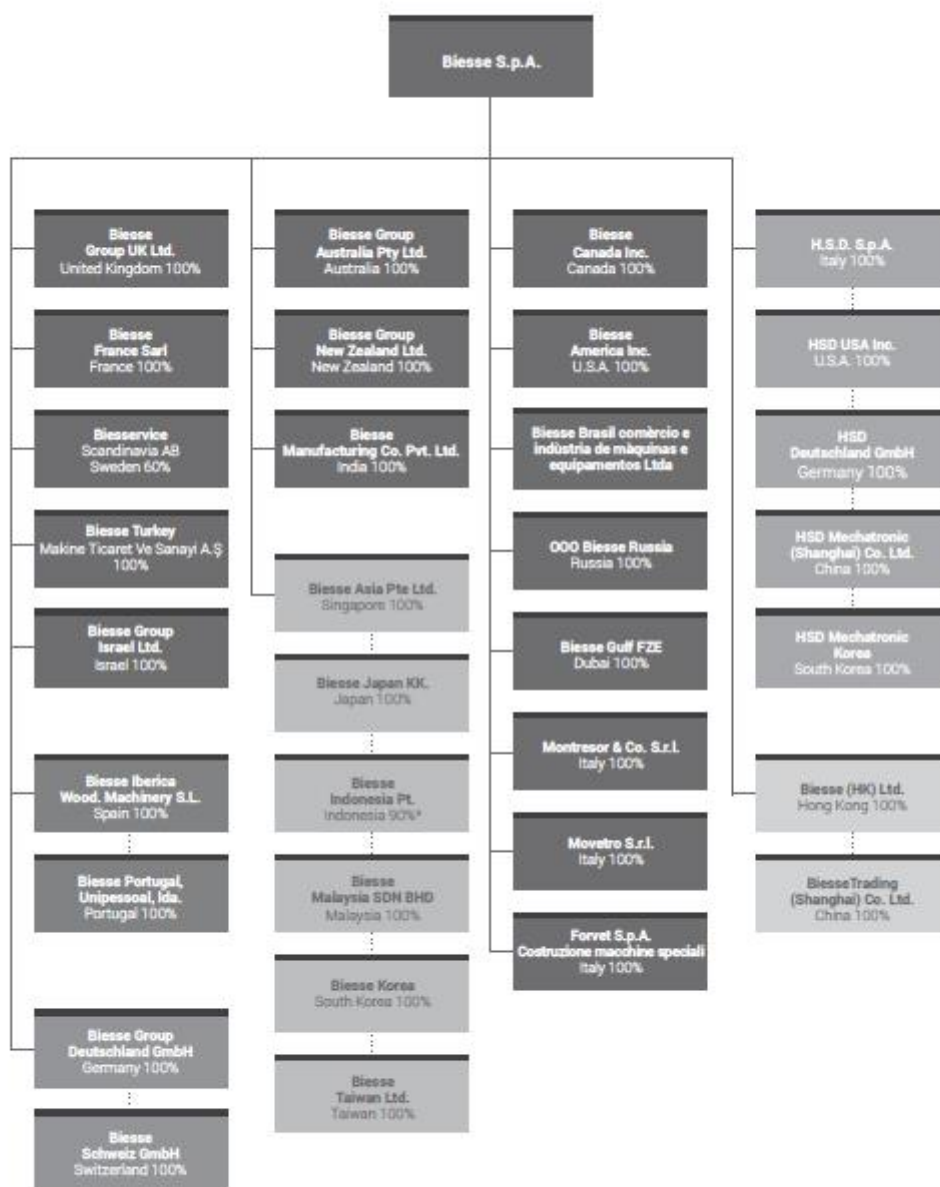 Biesse S.p.A.
Biesse
Group UK Ltd.
United Kingdom 100%
Biesse
France Sarl
France 100%
Biesservice
Scandinavia AB
Sweden 60%
Biesse Turkey
Makine Ticaret Ve Sanayi A.Ş
100%
Biesse Group
Israel Ltd.
Israel 100%
Biesse Iberica
Wood. Machinery S.L.
Spain 100%
Biesse Portugal,
Unipessoal, lda.
Portugal 100%
Biesse Group
Deutschland GmbH
Germany 100%
Biesse
Schweiz GmbH
Switzerland 100%
Biesse Group
Australia Pty Ltd.
Australia 100%
Biesse Group
New Zealand Ltd.
New Zealand 100%
Biesse
Manufacturing Co. Pvt. Ltd.
India 100%
Biesse Asia Pte Ltd.
Singapore 100%
Biesse Japan KK.
Japan 100%
Biesse
Indonesia Pt.
Indonesia 90%*
Biesse
Malaysia SDN BHD
Malaysia 100%
Biesse Korea
South Korea 100%
Biesse
Taiwan Ltd.
Taiwan 100%
Biesse
Canada Inc.
Canada 100%
Biesse
America Inc.
U.S.A. 100%
Biesse Brasil comèrcio e
indùstria de màquinas e
equipamentos Ltda
OOO Biesse Russia
Russia 100%
Biesse Gulf FZE
Dubai 100%
Montresor & Co. S.r.l.
Italy 100%
Movetro S.r.l.
Italy 100%
Forvet S.p.A.
Costruzione macchine speciali
Italy 100%
H.S.D. S.p.A.
Italy 100%
HSD USA Inc.
U.S.A. 100%
HSD
Deutschland GmbH
Germany 100%
HSD Mechatronic
(Shanghai) Co. Ltd.
China 100%
HSD Mechatronic
Korea
South Korea 100%
Biesse (HK) Ltd.
Hong Kong 100%
BiesseTrading
(Shanghai) Co. Ltd.
China 100%